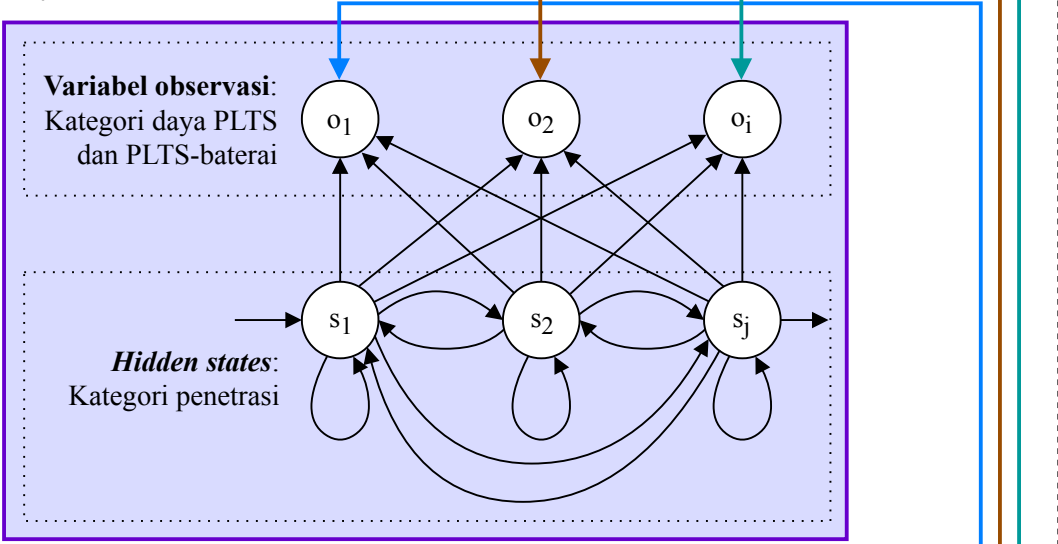 Variabel observasi:
Kategori daya PLTS
dan PLTS-baterai
o1
o2
oi
s1
s2
sj
Hidden states:
Kategori penetrasi